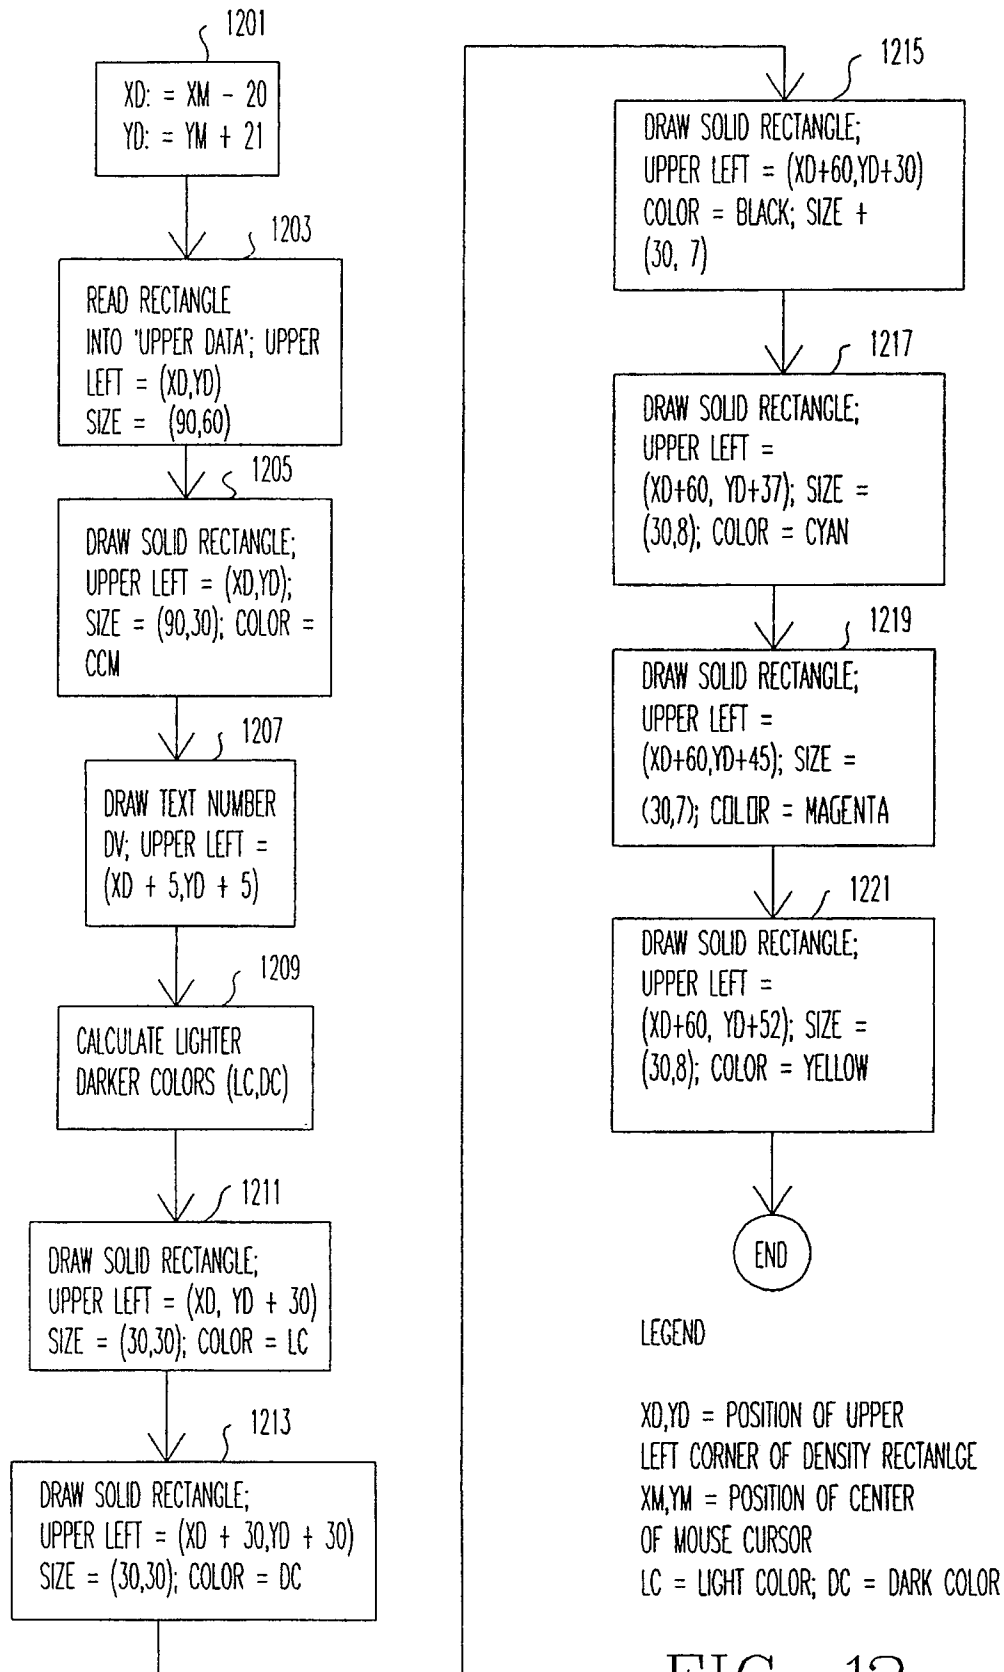 1201
XD: = XM - 20
YD: = YM + 21
1203
READ RECTANGLE
INTO 'UPPER DATA'; UPPER
LEFT = (XD,YD)
SIZE = (90,60)
1205
DRAW SOLID RECTANGLE;
UPPER LEFT = (XD,YD);
SIZE = (90,30); COLOR =
CCM
1207
DRAW TEXT NUMBER
DV; UPPER LEFT =
(XD + 5,YD + 5)
1209
CALCULATE LIGHTER
DARKER COLORS (LC,DC)
1211
DRAW SOLID RECTANGLE;
UPPER LEFT = (XD, YD + 30)
SIZE = (30,30); COLOR = LC
1213
DRAW SOLID RECTANGLE;
UPPER LEFT = (XD + 30,YD + 30)
SIZE = (30,30); COLOR = DC
1215
DRAW SOLID RECTANGLE;
UPPER LEFT = (XD+60,YD+30)
COLOR = BLACK; SIZE +
(30, 7)
1217
DRAW SOLID RECTANGLE;
UPPER LEFT =
(XD+60, YD+37); SIZE =
(30,8); COLOR = CYAN
1219
DRAW SOLID RECTANGLE;
UPPER LEFT =
(XD+60,YD+45); SIZE =
(30,7); COLOR = MAGENTA
1221
DRAW SOLID RECTANGLE;
UPPER LEFT =
(XD+60, YD+52); SIZE =
(30,8); COLOR = YELLOW
END
LEGEND
XD,YD = POSITION OF UPPER
LEFT CORNER OF DENSITY RECTANLGE
XM,YM = POSITION OF CENTER
OF MOUSE CURSOR
LC = LIGHT COLOR; DC = DARK COLOR
FIG. 12